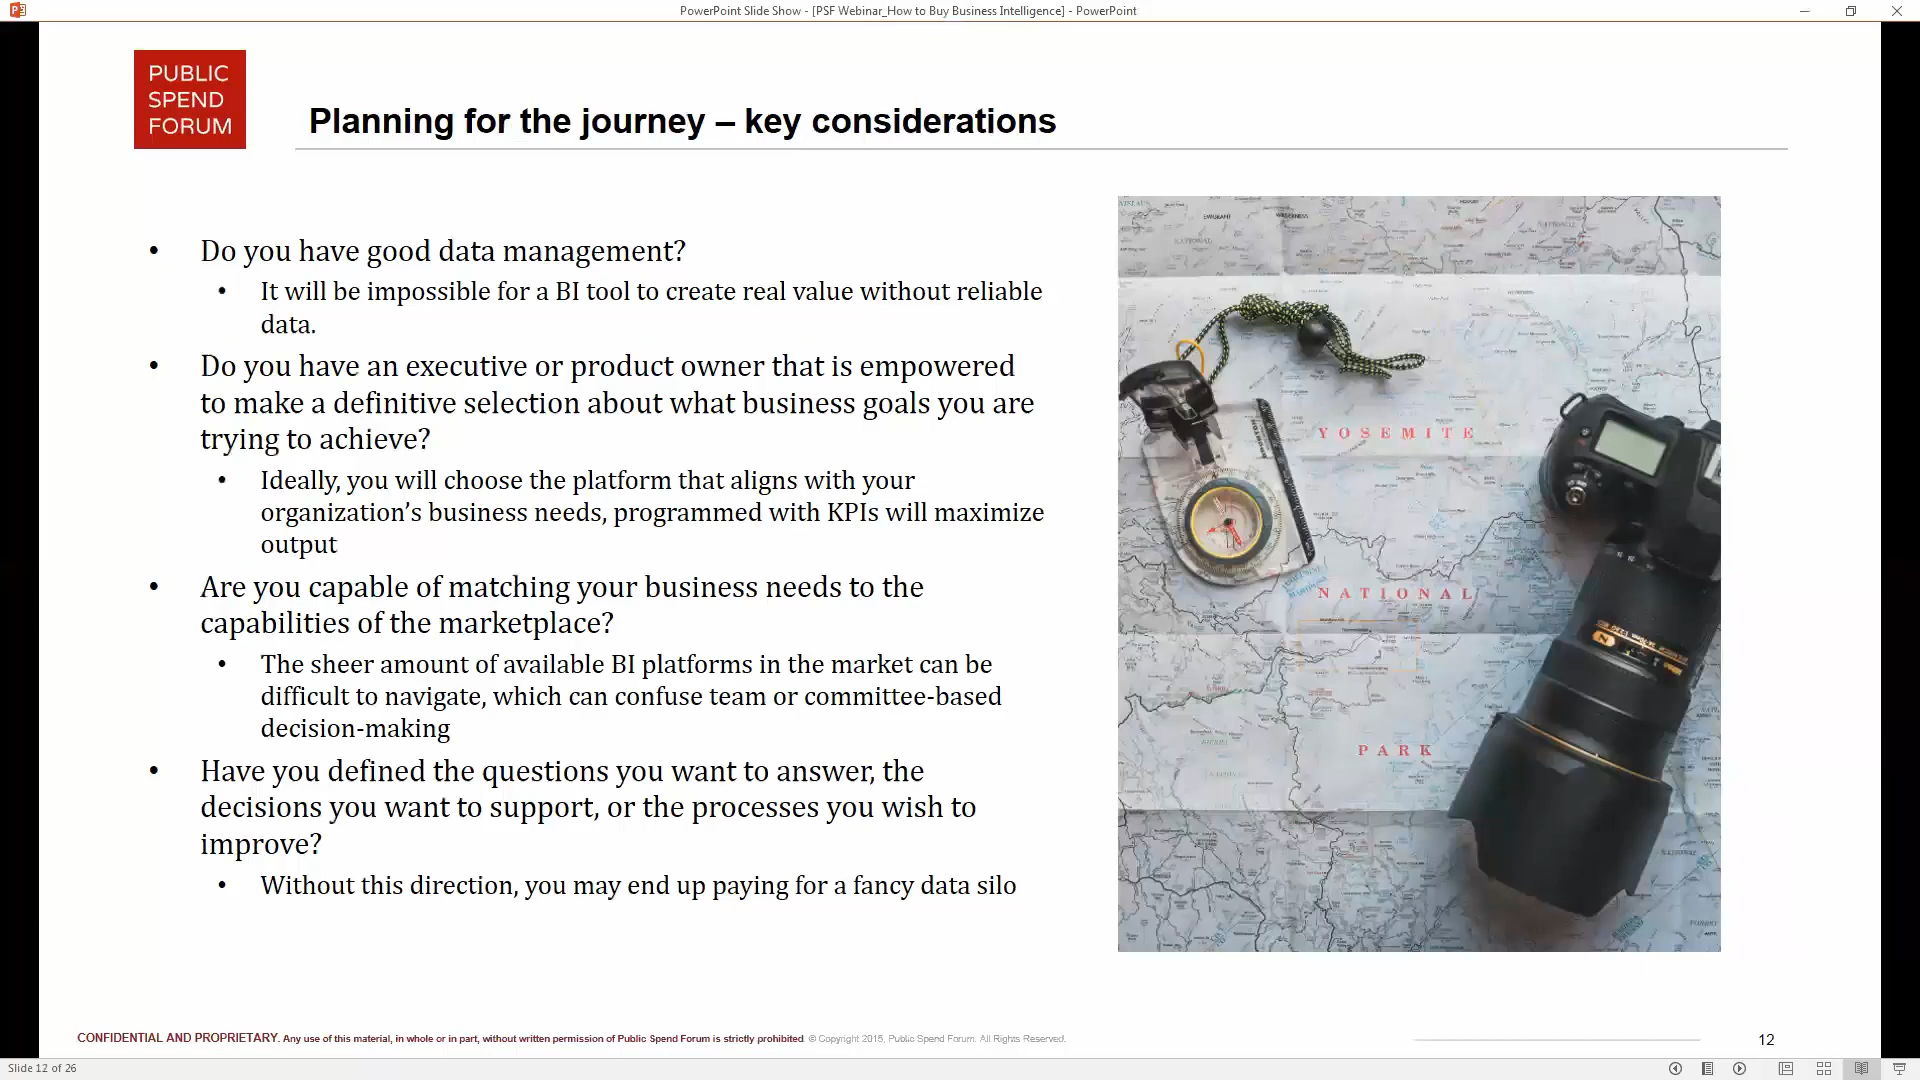 PowerPoint Slide Show - [PSF Webinar_How to Buy Business Intelligence] - PowerPoint
PUBLIC
SPEND
FORUM
Planning for the journey – key considerations
• Do you have good data management?
• It will be impossible for a BI tool to create real value without reliable
data.
• Do you have an executive or product owner that is empowered
to make a definitive selection about what business goals you are
trying to achieve?
• Ideally, you will choose the platform that aligns with your
organization’s business needs, programmed with KPIs will maximize
output
• Are you capable of matching your business needs to the
capabilities of the marketplace?
• The sheer amount of available BI platforms in the market can be
difficult to navigate, which can confuse team or committee-based
decision-making
• Have you defined the questions you want to answer, the
decisions you want to support, or the processes you wish to
improve?
• Without this direction, you may end up paying for a fancy data silo
YOSEMITE
NATIONAL
PARK
CONFIDENTIAL AND PROPRIETARY. Any use of this material, in whole or in part, without written permission of Public Spend Forum is strictly prohibited. © Copyright 2015, Public Spend Forum. All Rights Reserved.
12
Slide 12 of 26